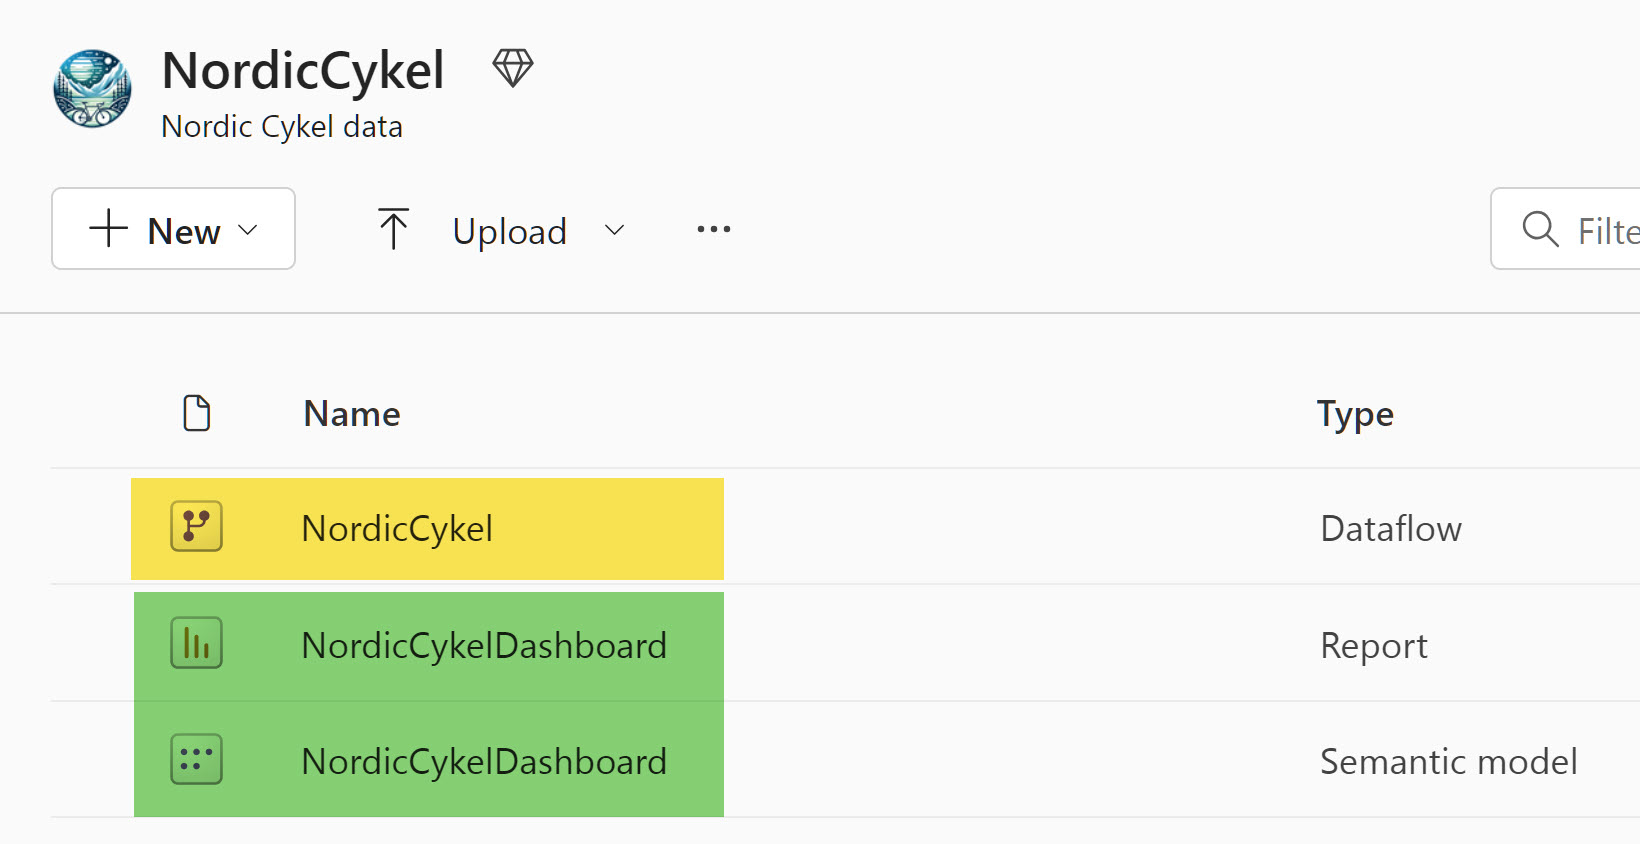 NordicCykel
Nordic Cykel data
New
Upload
Filte
Name Type
NordicCykel Dataflow
NordicCykelDashboard Report
NordicCykelDashboard Semantic model